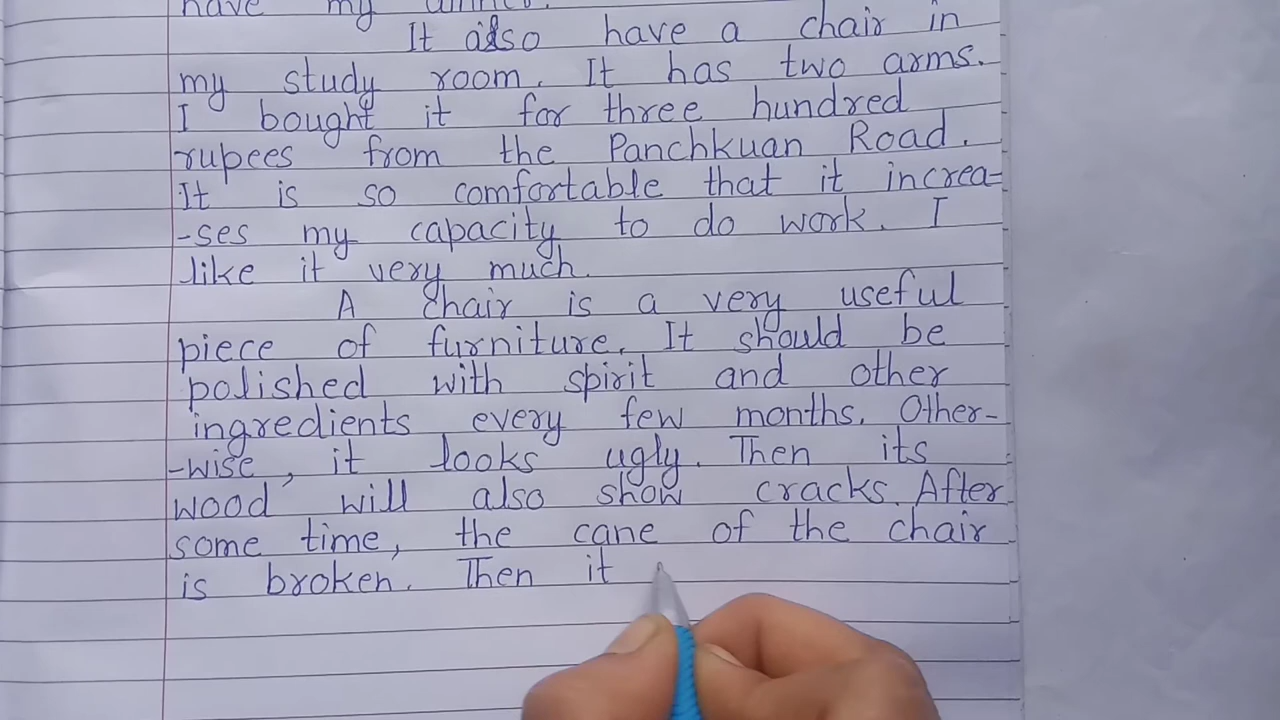 have my
It also have a chair in
my study room. It has two arms.
I bought it for three hundred
rupees from the Panchkuan Road.
It is so comfortable that it increa=
-ses my capacity to do work. I
like it very much.
A chair is a very useful
piece of furniture. It should be
polished with spirit and other
ingredients every few months. Other-
-wise, it looks ugly. Then its
wood will also show cracks. After
some time, the cane of the chair
is broken. Then it